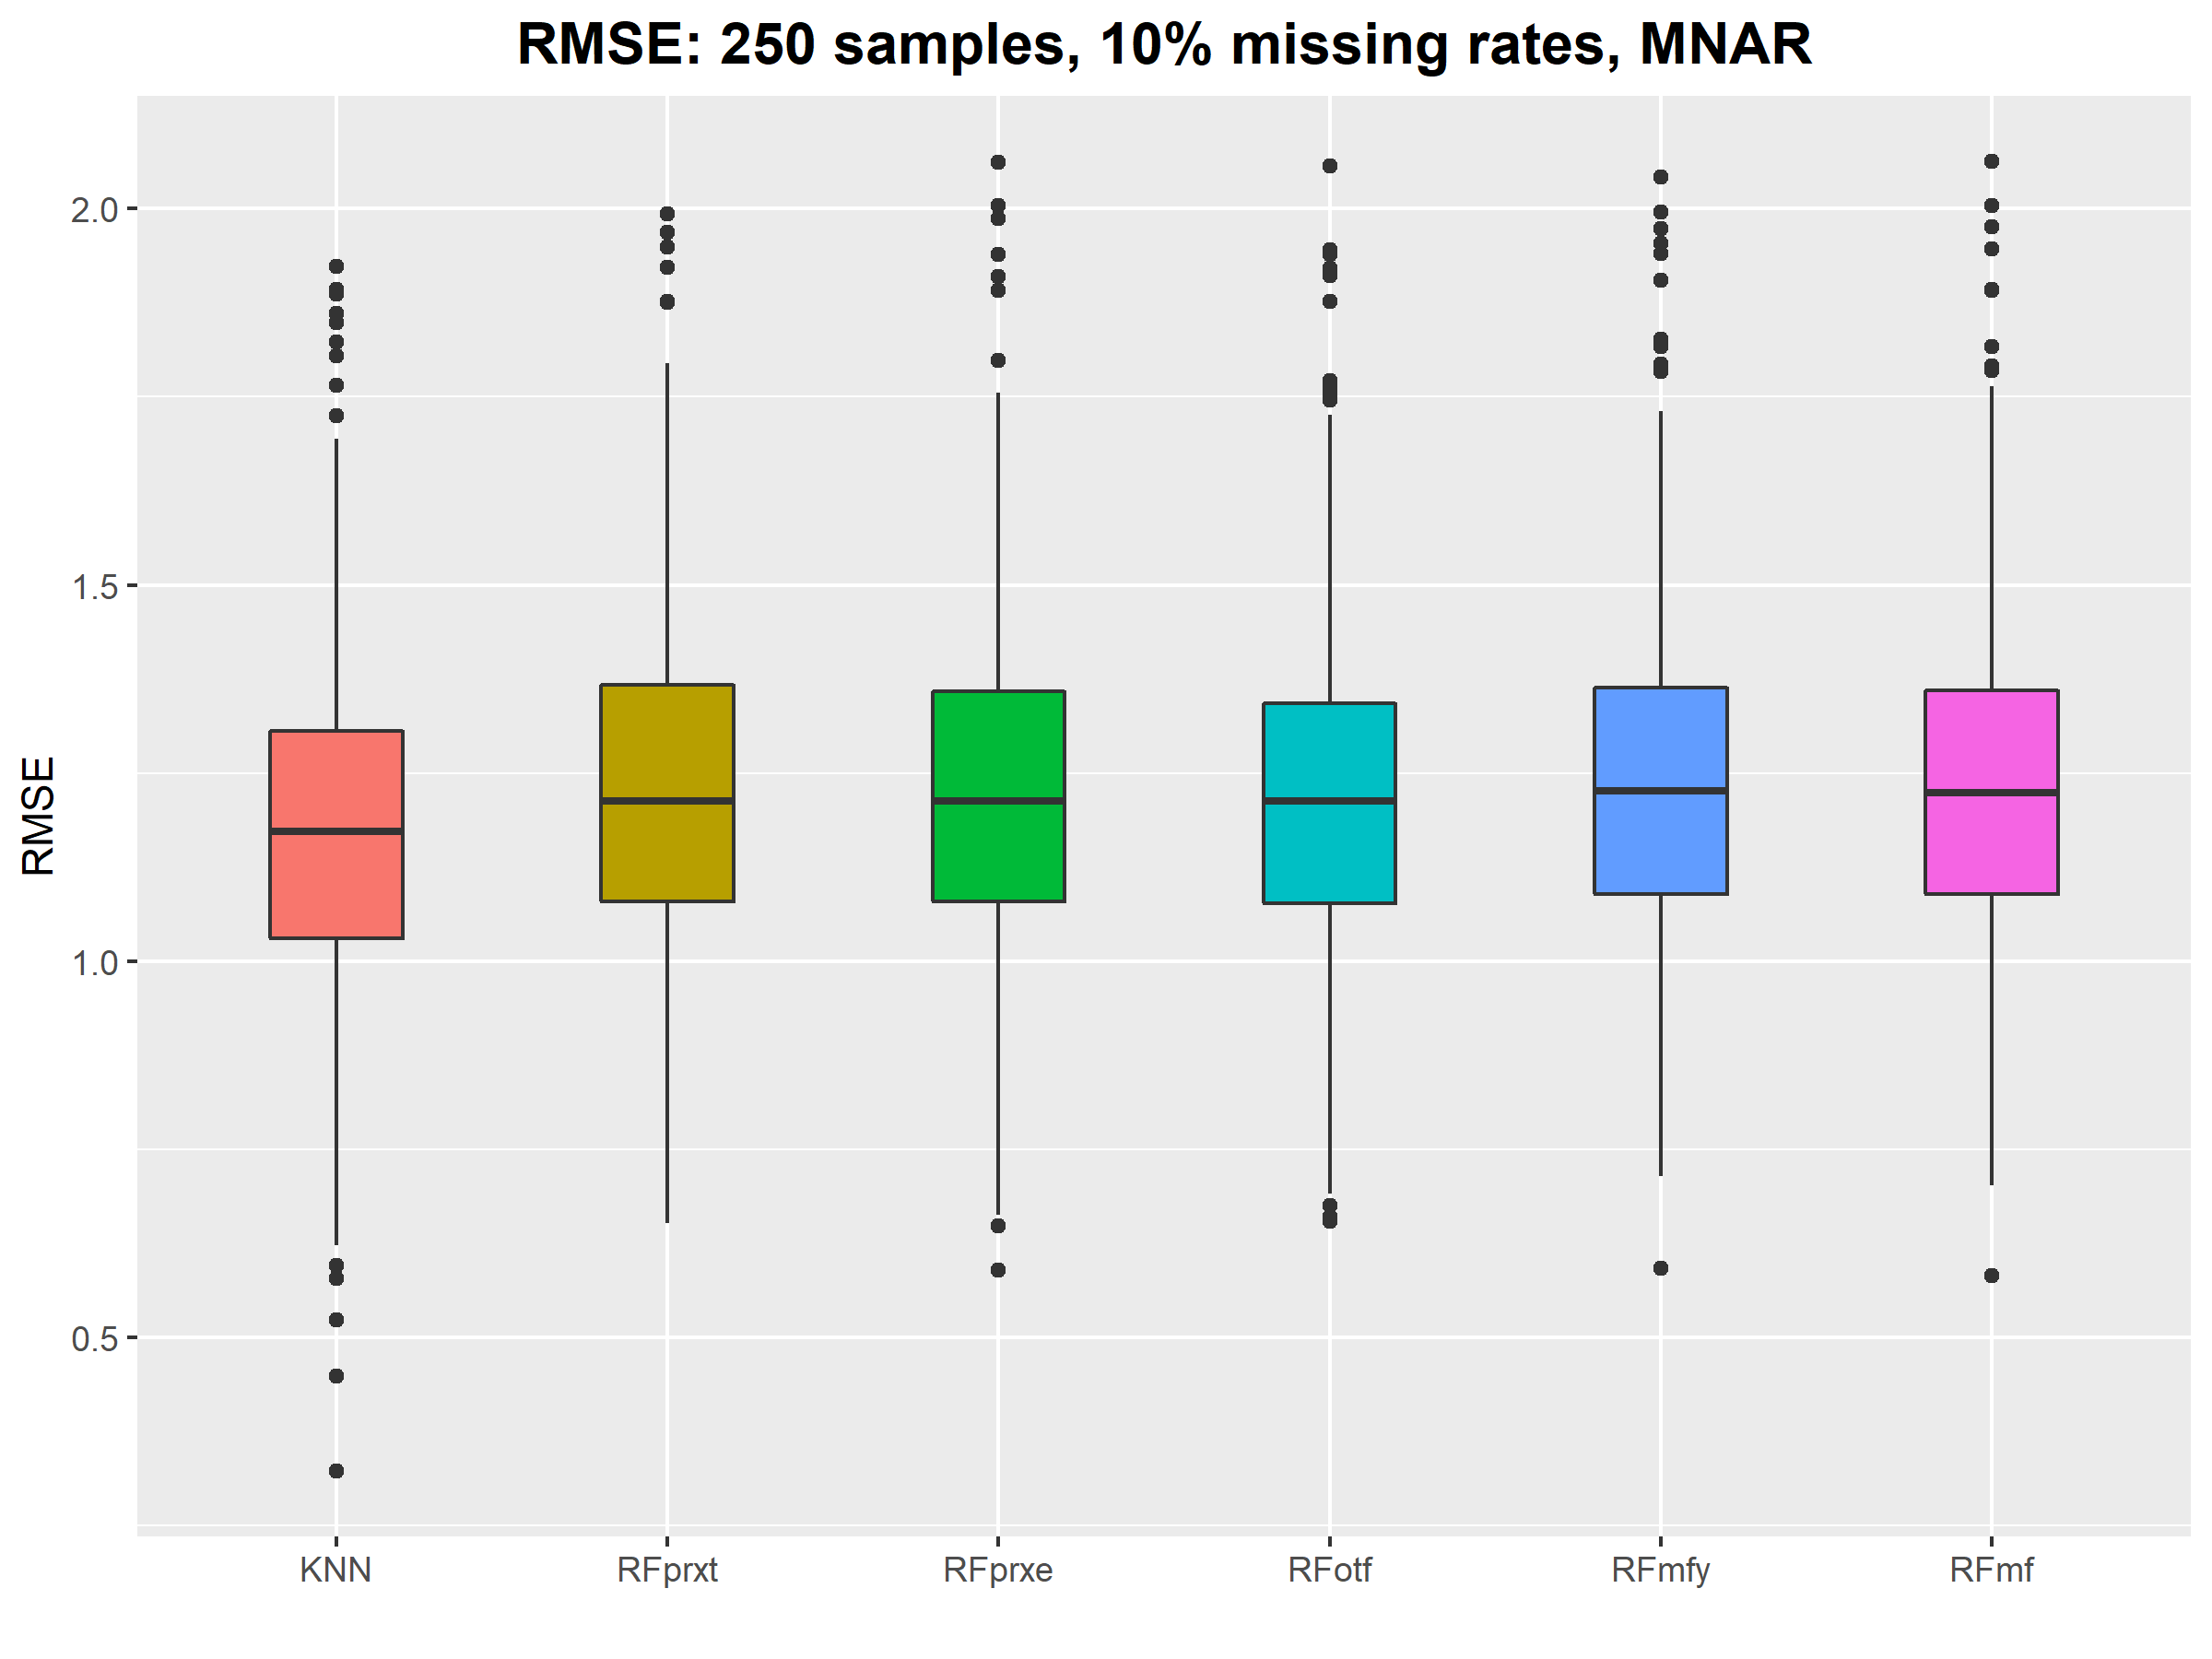 RMSE: 250 samples, 10% missing rates, MNAR
RMSE
2.0
1.5
1.0
0.5
KNN RFprxt RFprxe RFotf RFmfy RFmf